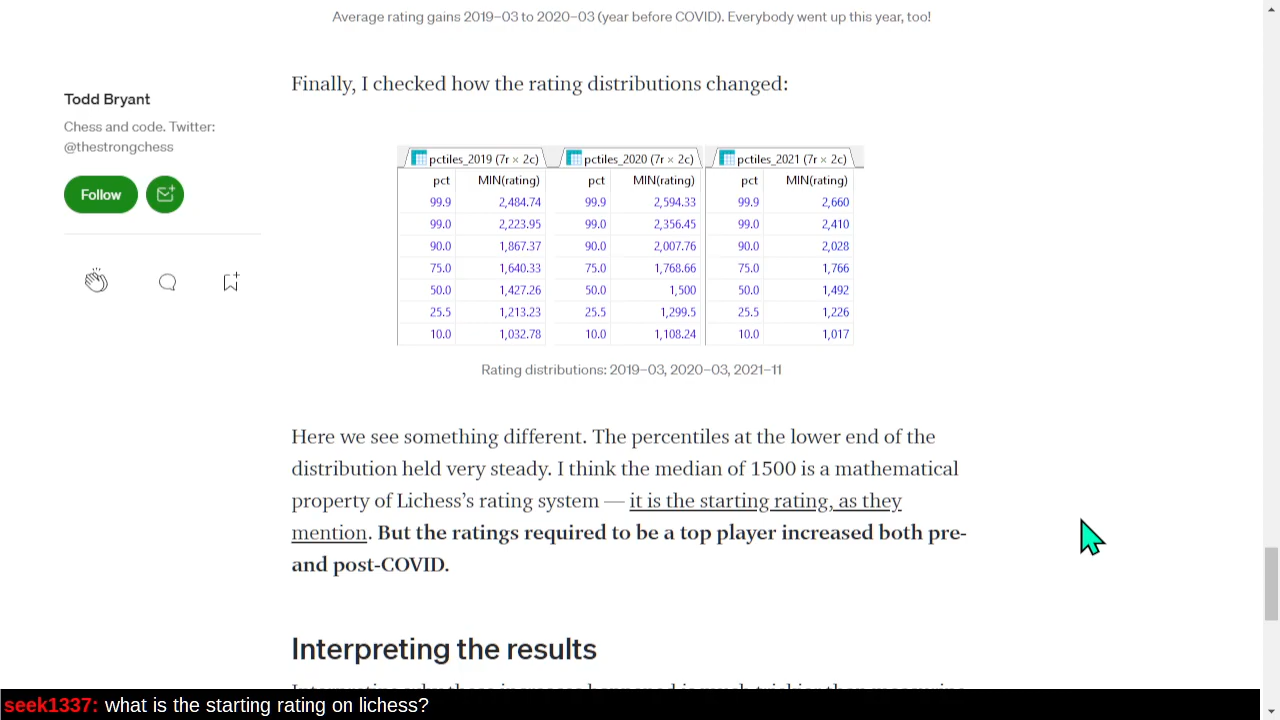 Average rating gains 2019–03 to 2020–03 (year before COVID). Everybody went up this year, too!
Todd Bryant
Chess and code. Twitter:
@thestrongchess
Follow
Finally, I checked how the rating distributions changed:
pctiles_2019 (7r × 2c) pctiles_2020 (7r × 2c) pctiles_2021 (7r × 2c)
pct MIN(rating) pct MIN(rating) pct MIN(rating)
99.9 2,484.74 99.9 2,594.33 99.9 2,660
99.0 2,223.95 99.0 2,356.45 99.0 2,410
90.0 1,867.37 90.0 2,007.76 90.0 2,028
75.0 1,640.33 75.0 1,768.66 75.0 1,766
50.0 1,427.26 50.0 1,500 50.0 1,492
25.5 1,213.23 25.5 1,299.5 25.5 1,226
10.0 1,032.78 10.0 1,108.24 10.0 1,017
Rating distributions: 2019–03, 2020–03, 2021–11
Here we see something different. The percentiles at the lower end of the
distribution held very steady. I think the median of 1500 is a mathematical
property of Lichess’s rating system — it is the starting rating, as they
mention. But the ratings required to be a top player increased both pre-
and post-COVID.
Interpreting the results
seek1337: what is the starting rating on lichess?